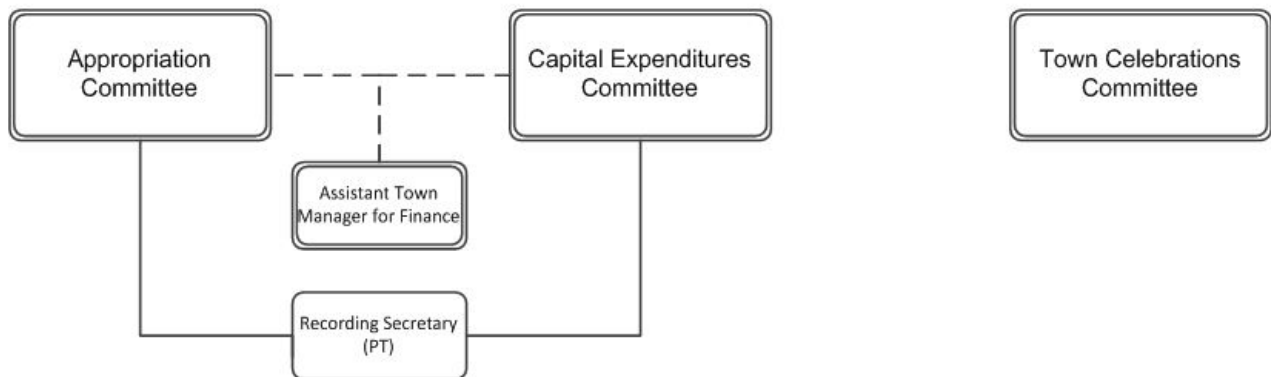 Appropriation
Committee
Capital Expenditures
Committee
Town Celebrations
Committee
Assistant Town
Manager for Finance
Recording Secretary
(PT)